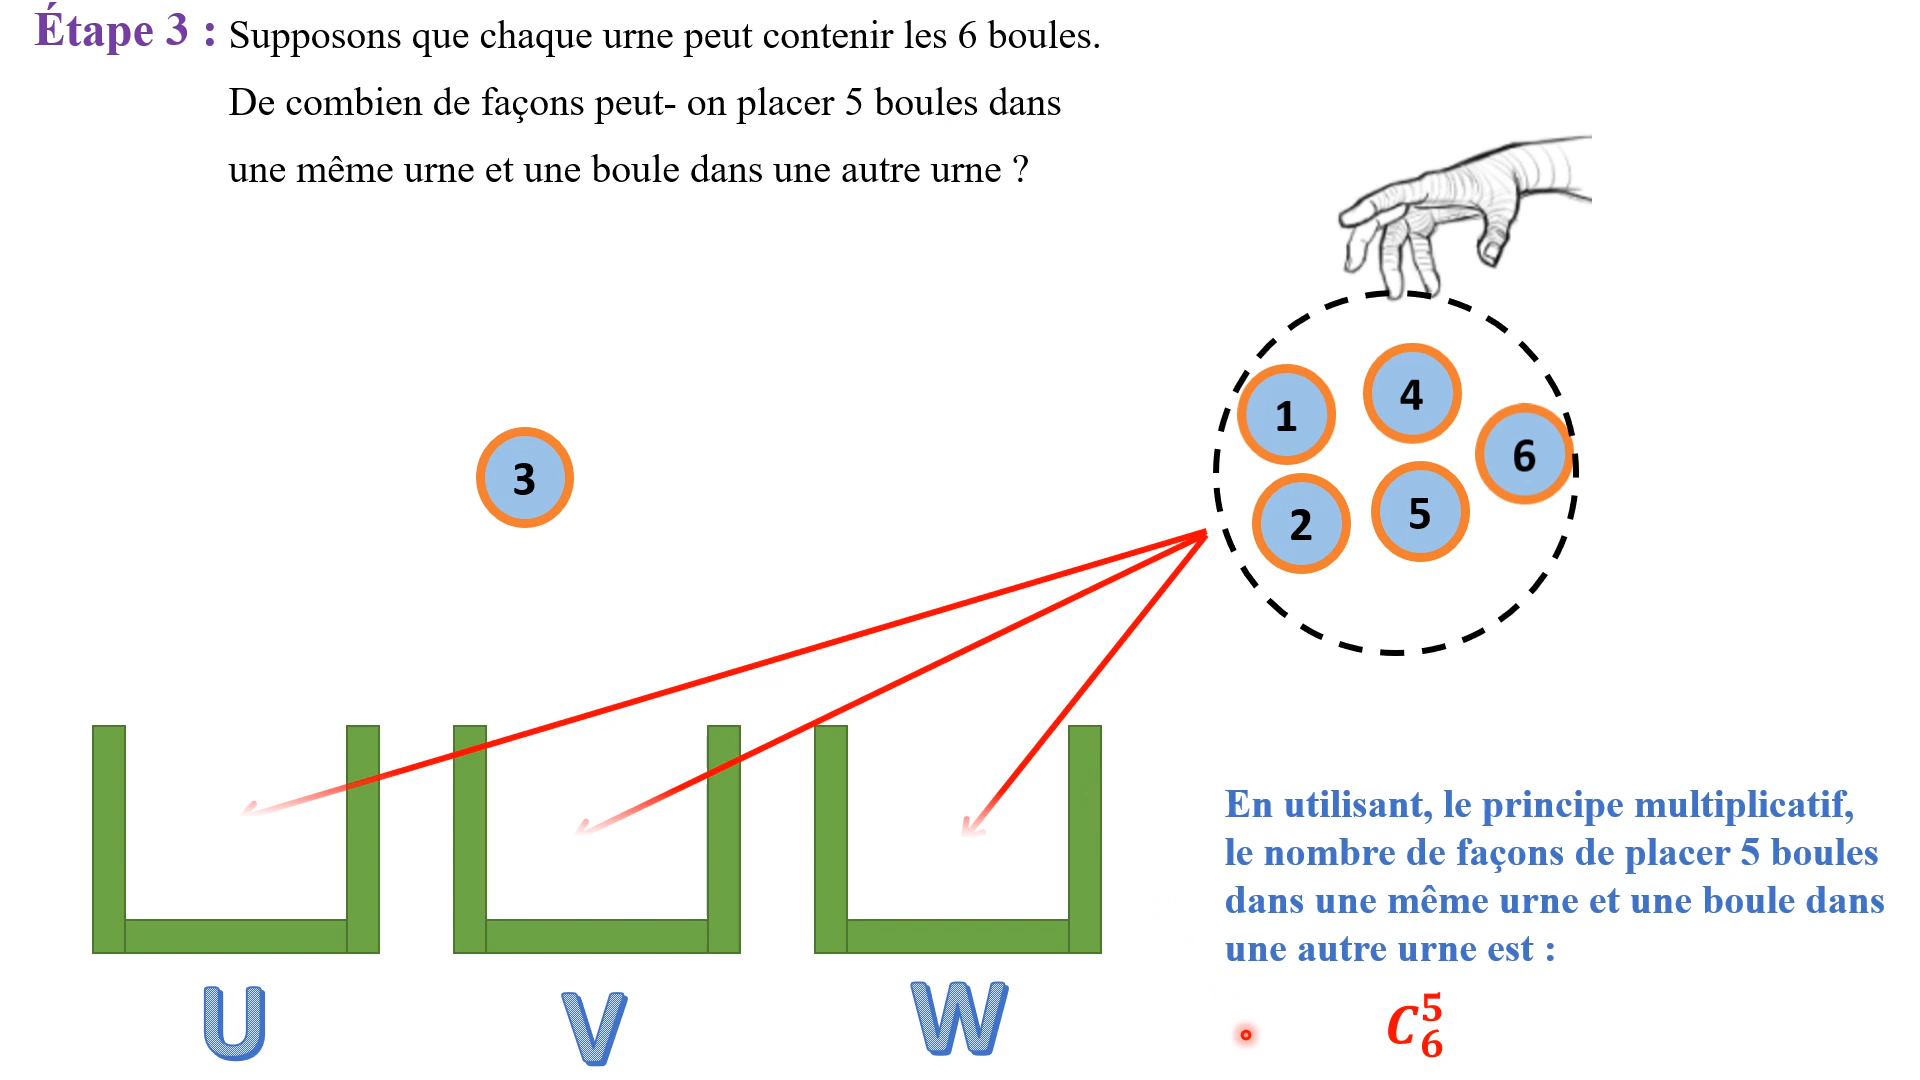 Étape 3 : Supposons que chaque urne peut contenir les 6 boules.
De combien de façons peut- on placer 5 boules dans
une même urne et une boule dans une autre urne ?
1
4
6
3
2
5
En utilisant, le principe multiplicatif,
le nombre de façons de placer 5 boules
dans une même urne et une boule dans
une autre urne est :
U V W
C₆⁵